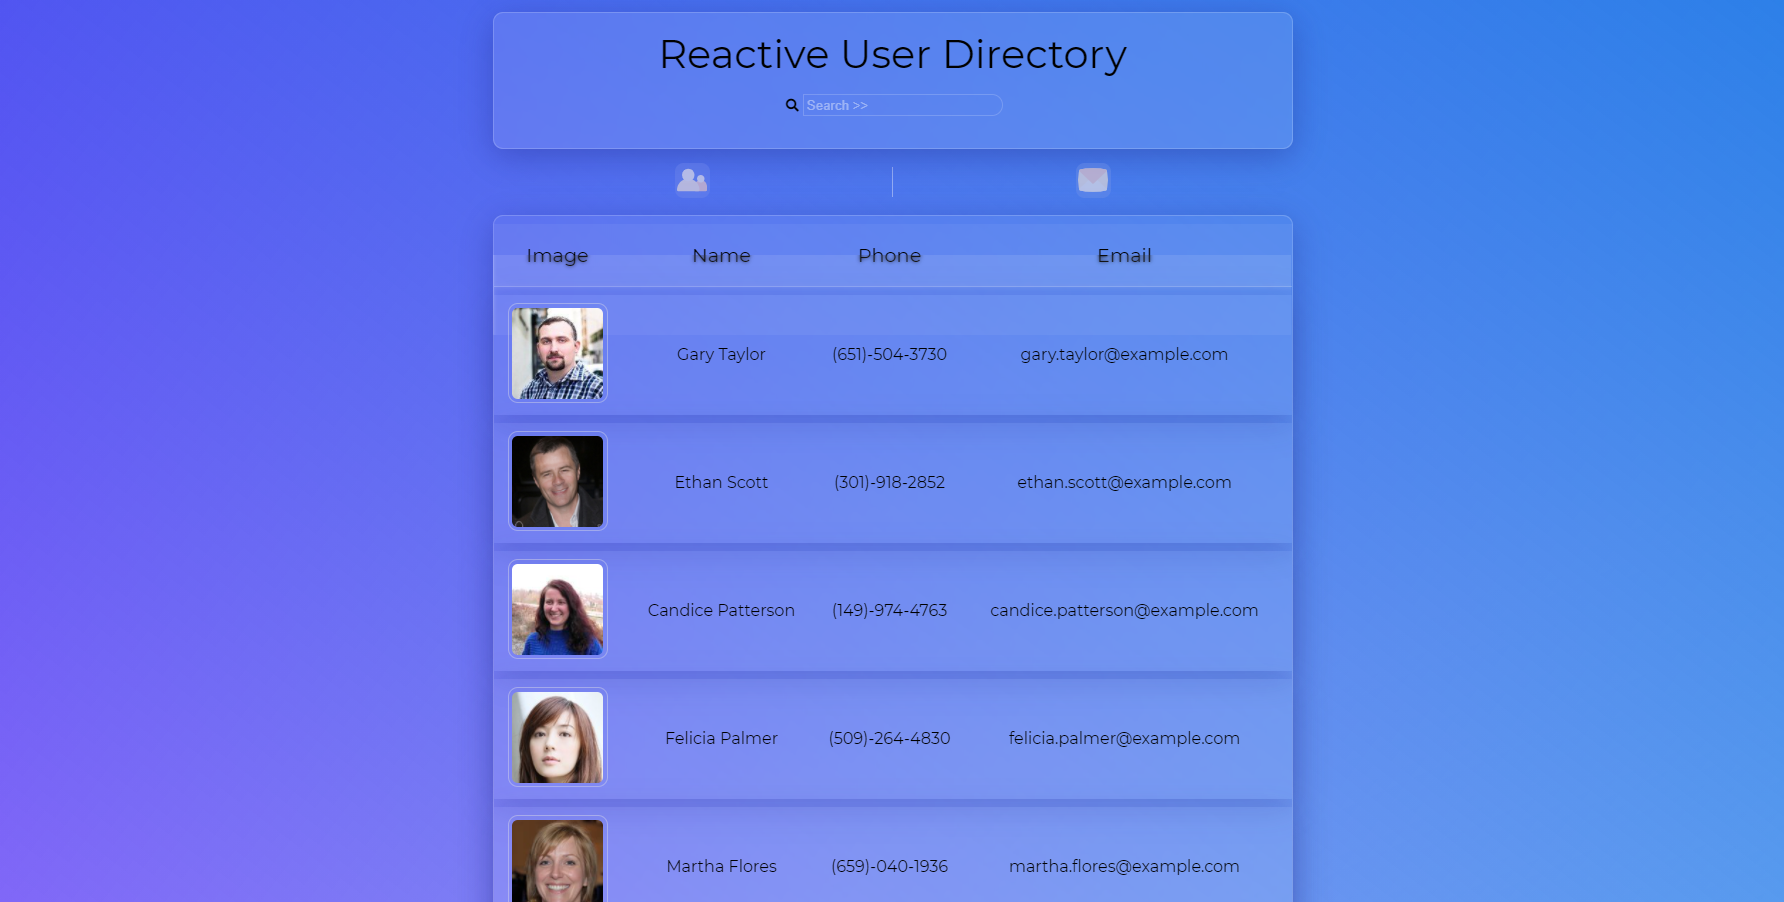 Reactive User Directory
Search >>
Image Name Phone Email
Gary Taylor (651)-504-3730 gary.taylor@example.com
Ethan Scott (301)-918-2852 ethan.scott@example.com
Candice Patterson (149)-974-4763 candice.patterson@example.com
Felicia Palmer (509)-264-4830 felicia.palmer@example.com
Martha Flores (659)-040-1936 martha.flores@example.com